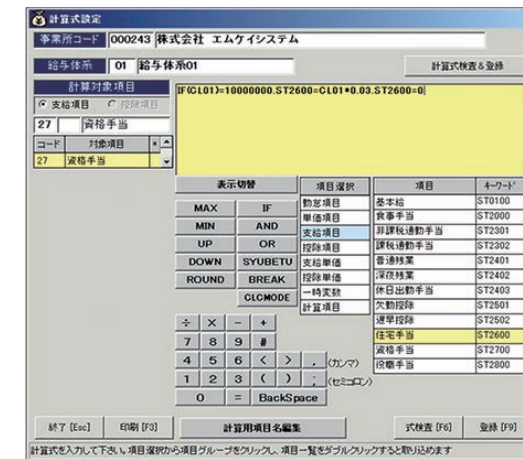 計算式設定
事業所コード 000243 株式会社 エムケイシステム
給与体系 01 給与体系01 計算式検査&登録
計算対象項目
支給項目 控除項目
27 資格手当
コード 対象項目 *
27 資格手当
IF(CL01>=10000000.ST2600=CL01*0.03.ST2600=0)
表示切替
MAX IF
MIN AND
UP OR
DOWN SYUBETU
ROUND BREAK
CLCMODE
項目選択
勤怠項目
単価項目
支給項目
控除項目
支給単価
控除単価
一時変数
計算項目
項目 キーワード
基本給 ST0100
食事手当 ST2000
非課税通勤手当 ST2301
課税通勤手当 ST2302
普通残業 ST2401
深夜残業 ST2402
休日出勤手当 ST2403
欠勤控除 ST2501
遅早控除 ST2502
住宅手当 ST2600
資格手当 ST2700
役職手当 ST2800
÷ × - +
7 8 9 #
4 5 6 < > , (カンマ)
1 2 3 ( ) ; (セミコロン)
0 = BackSpace
終了 [Esc] 印刷 [F3] 計算用項目名編集 式検査 [F6] 登録 [F9]
計算式を入力して下さい。項目選択から項目グループをクリックし、項目一覧をダブルクリックすると取り込めます